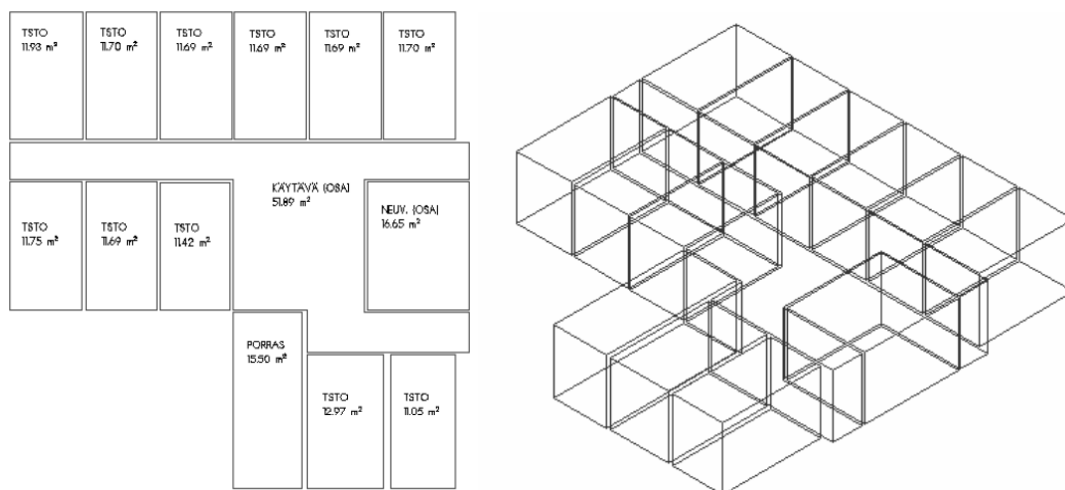 TSTO
11.93 m²
TSTO
11.70 m²
TSTO
11.69 m²
TSTO
11.69 m²
TSTO
11.69 m²
TSTO
11.70 m²
KÄYTÄVÄ (OSA)
51.89 m²
NEUV. (OSA)
16.65 m²
TSTO
11.75 m²
TSTO
11.69 m²
TSTO
11.42 m²
PORRAS
15.50 m²
TSTO
12.97 m²
TSTO
11.05 m²